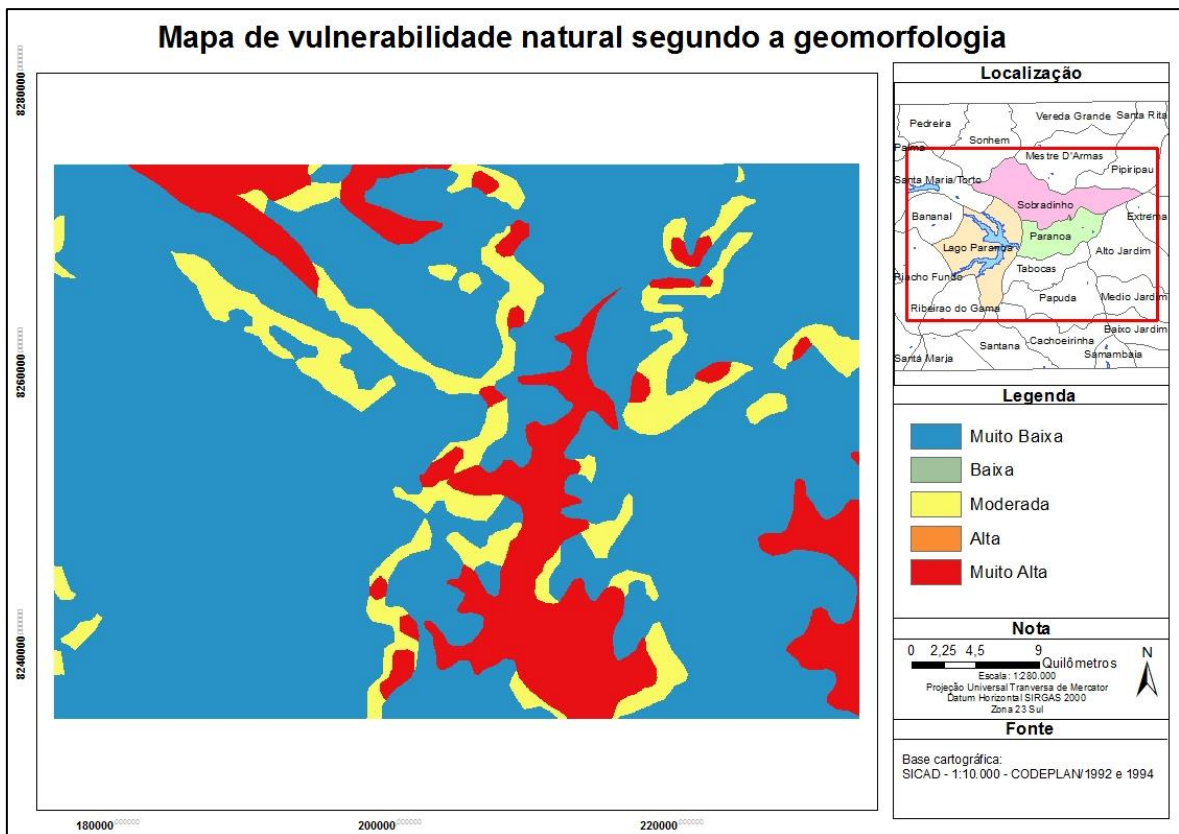 Mapa de vulnerabilidade natural segundo a geomorfologia
8280000
8260000
8240000
180000
200000
220000
Localização
Pedreira
Sonhem
Vereda Grande
Santa Rita
Palma
Mestre D'Armas
Pipiripau
Santa Maria/Torto
Sobradinho
Bananal
Extrema
Paranoa
Lago Paranoa
Alto Jardim
Tabocas
Riacho Fundo
Papuda
Medio Jardim
Ribeirao do Gama
Baixo Jardim
Cachoeirinha
Santana
Samambaia
Santa Maria
Legenda
Muito Baixa
Baixa
Moderada
Alta
Muito Alta
Nota
0 2,25 4,5 9
Quilômetros
N
Escala: 1:280.000
Projeção Universal Tranversa de Mercator
Datum Horizontal SIRGAS 2000
Zona 23 Sul
Fonte
Base cartográfica:
SICAD - 1:10.000 - CODEPLAN/1992 e 1994